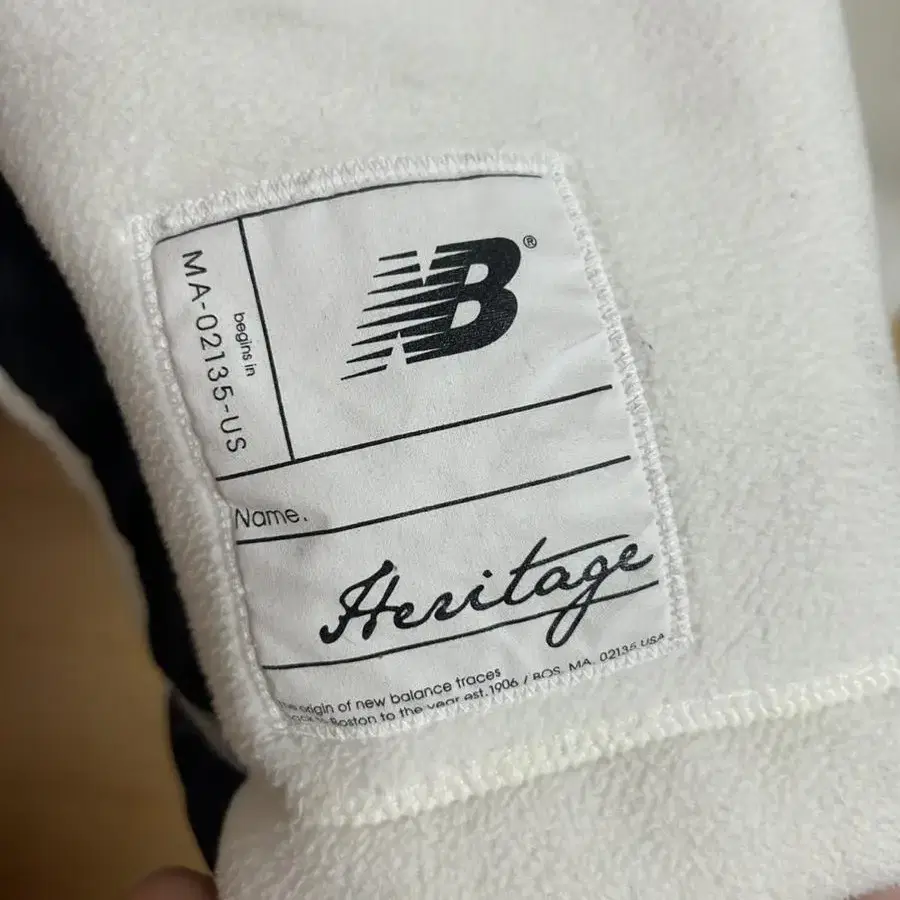 NB®
begins in
MA-02135-US
Name.
Heritage
the origin of new balance traces
back to Boston to the year est.1906 / BOS. MA. 02135 USA